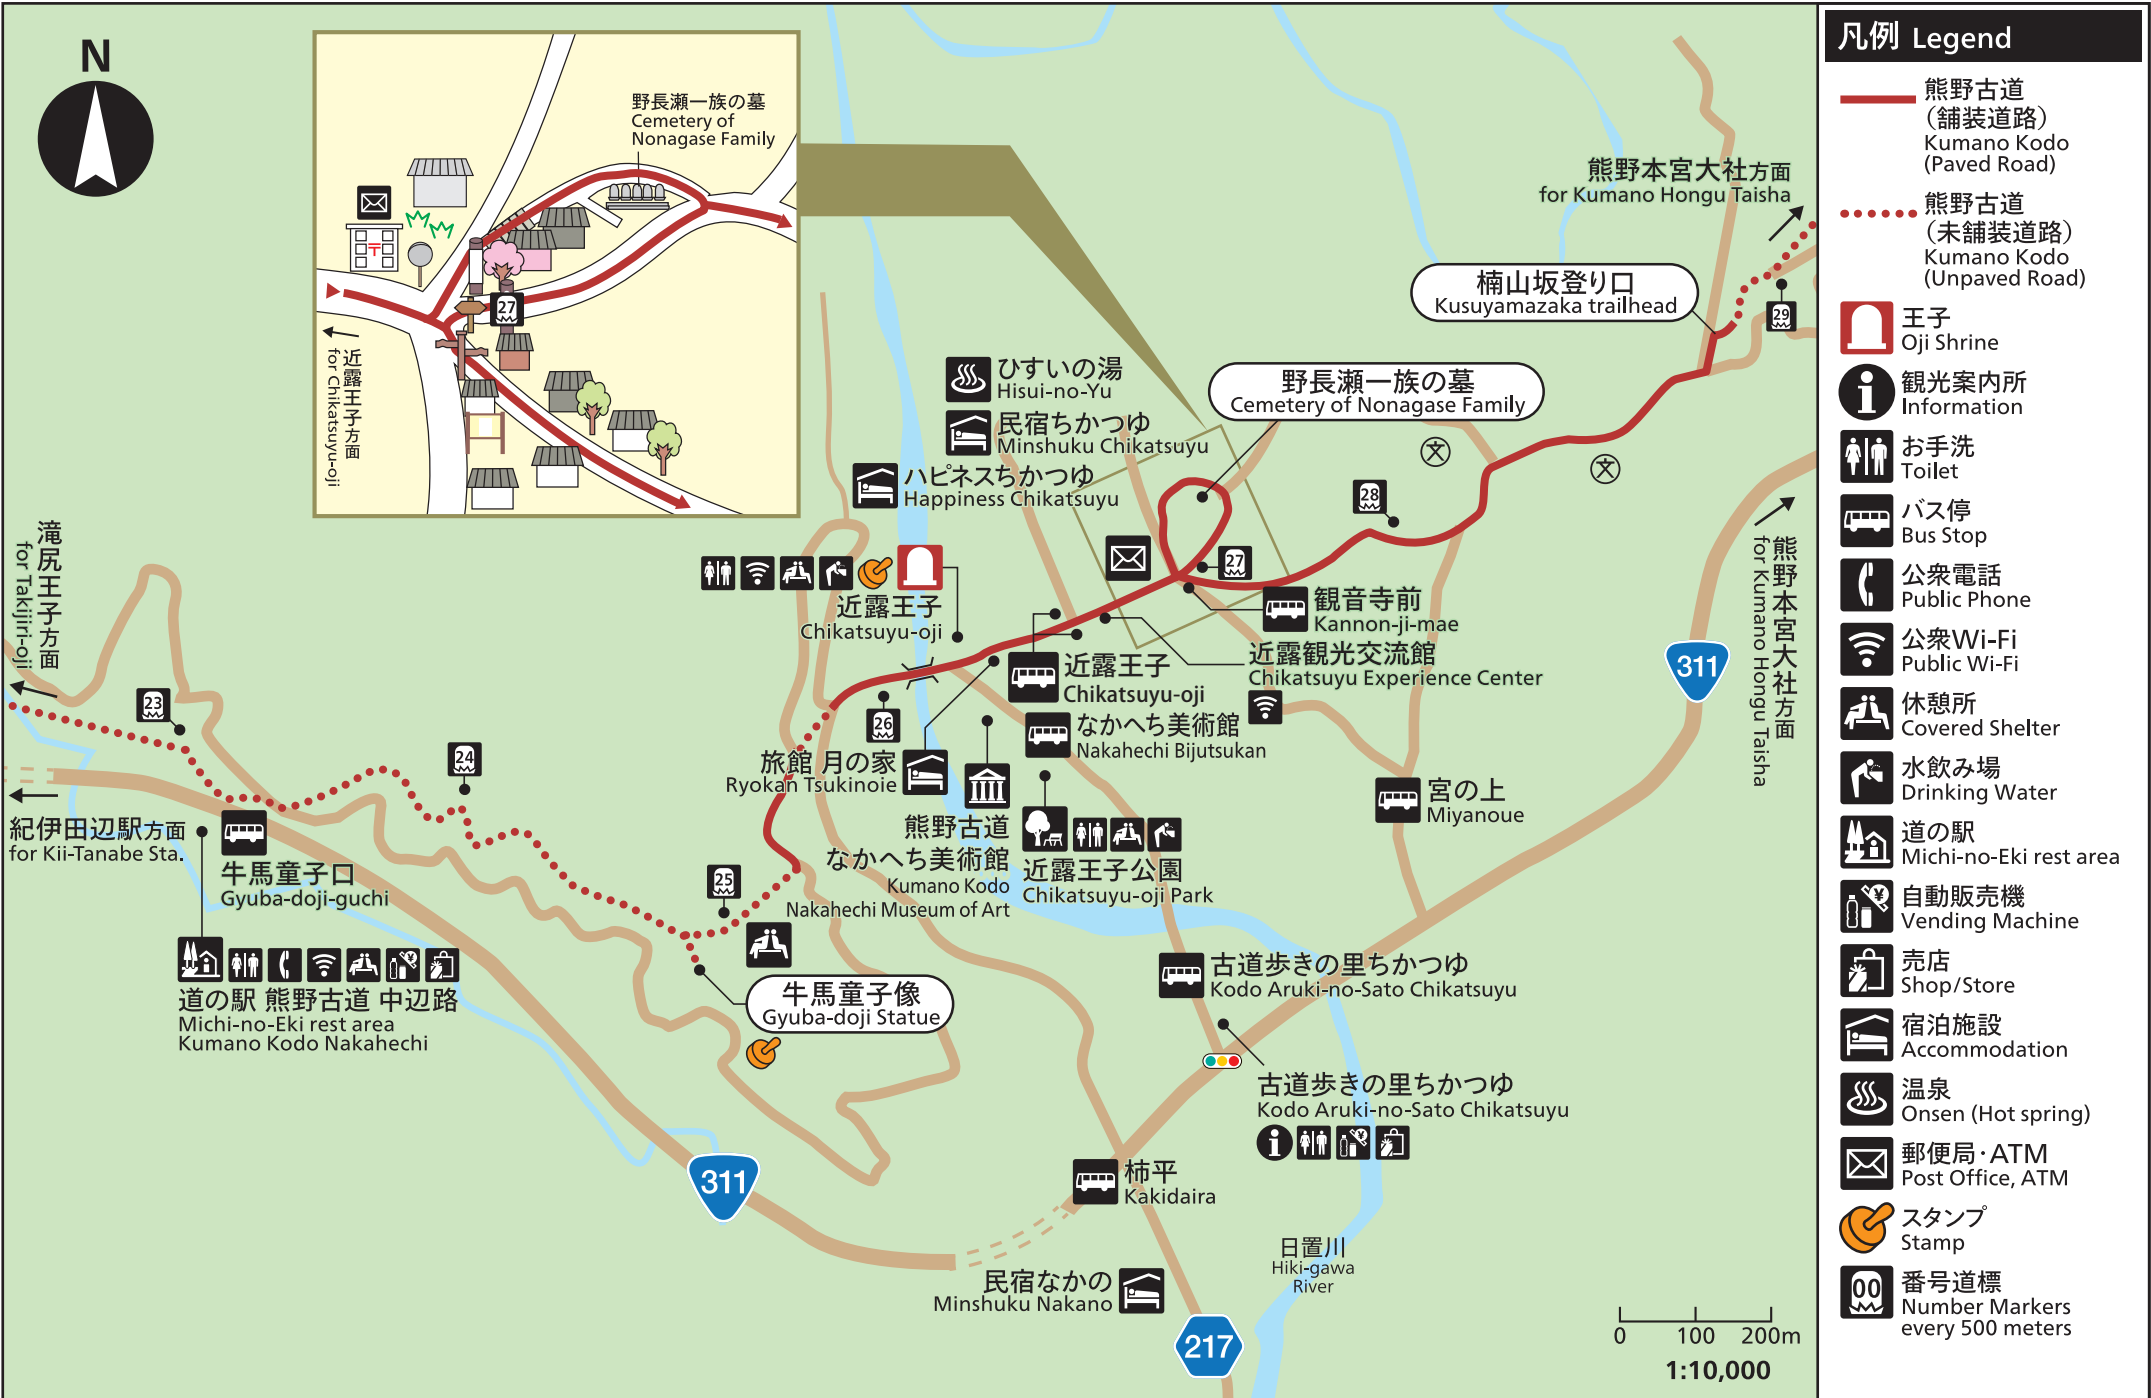 N
野長瀬一族の墓
Cemetery of
Nonagase Family
〒
27
近露王子方面
for Chikatsuyu-oji
熊野本宮大社方面
for Kumano Hongu Taisha
楠山坂登り口
Kusuyamazaka trailhead
29
ひすいの湯
Hisui-no-Yu
民宿ちかつゆ
Minshuku Chikatsuyu
ハピネスちかつゆ
Happiness Chikatsuyu
野長瀬一族の墓
Cemetery of Nonagase Family
文
文
28
27
滝尻王子方面
for Takijiri-oji
近露王子
Chikatsuyu-oji
観音寺前
Kannon-ji-mae
近露観光交流館
Chikatsuyu Experience Center
近露王子
Chikatsuyu-oji
なかへち美術館
Nakahechi Bijutsukan
311
熊野本宮大社方面
for Kumano Hongu Taisha
23
24
26
旅館 月の家
Ryokan Tsukinoie
宮の上
Miyanoue
紀伊田辺駅方面
for Kii-Tanabe Sta.
牛馬童子口
Gyuba-doji-guchi
25
熊野古道
なかへち美術館
Kumano Kodo
Nakahechi Museum of Art
近露王子公園
Chikatsuyu-oji Park
道の駅 熊野古道 中辺路
Michi-no-Eki rest area
Kumano Kodo Nakahechi
牛馬童子像
Gyuba-doji Statue
古道歩きの里ちかつゆ
Kodo Aruki-no-Sato Chikatsuyu
古道歩きの里ちかつゆ
Kodo Aruki-no-Sato Chikatsuyu
311
柿平
Kakidaira
民宿なかの
Minshuku Nakano
日置川
Hiki-gawa
River
217
0 100 200m
1:10,000
凡例 Legend
熊野古道
（舗装道路）
Kumano Kodo
(Paved Road)
熊野古道
（未舗装道路）
Kumano Kodo
(Unpaved Road)
王子
Oji Shrine
観光案内所
Information
お手洗
Toilet
バス停
Bus Stop
公衆電話
Public Phone
公衆Wi-Fi
Public Wi-Fi
休憩所
Covered Shelter
水飲み場
Drinking Water
道の駅
Michi-no-Eki rest area
自動販売機
Vending Machine
売店
Shop/Store
宿泊施設
Accommodation
温泉
Onsen (Hot spring)
郵便局·ATM
Post Office, ATM
スタンプ
Stamp
00
番号道標
Number Markers
every 500 meters